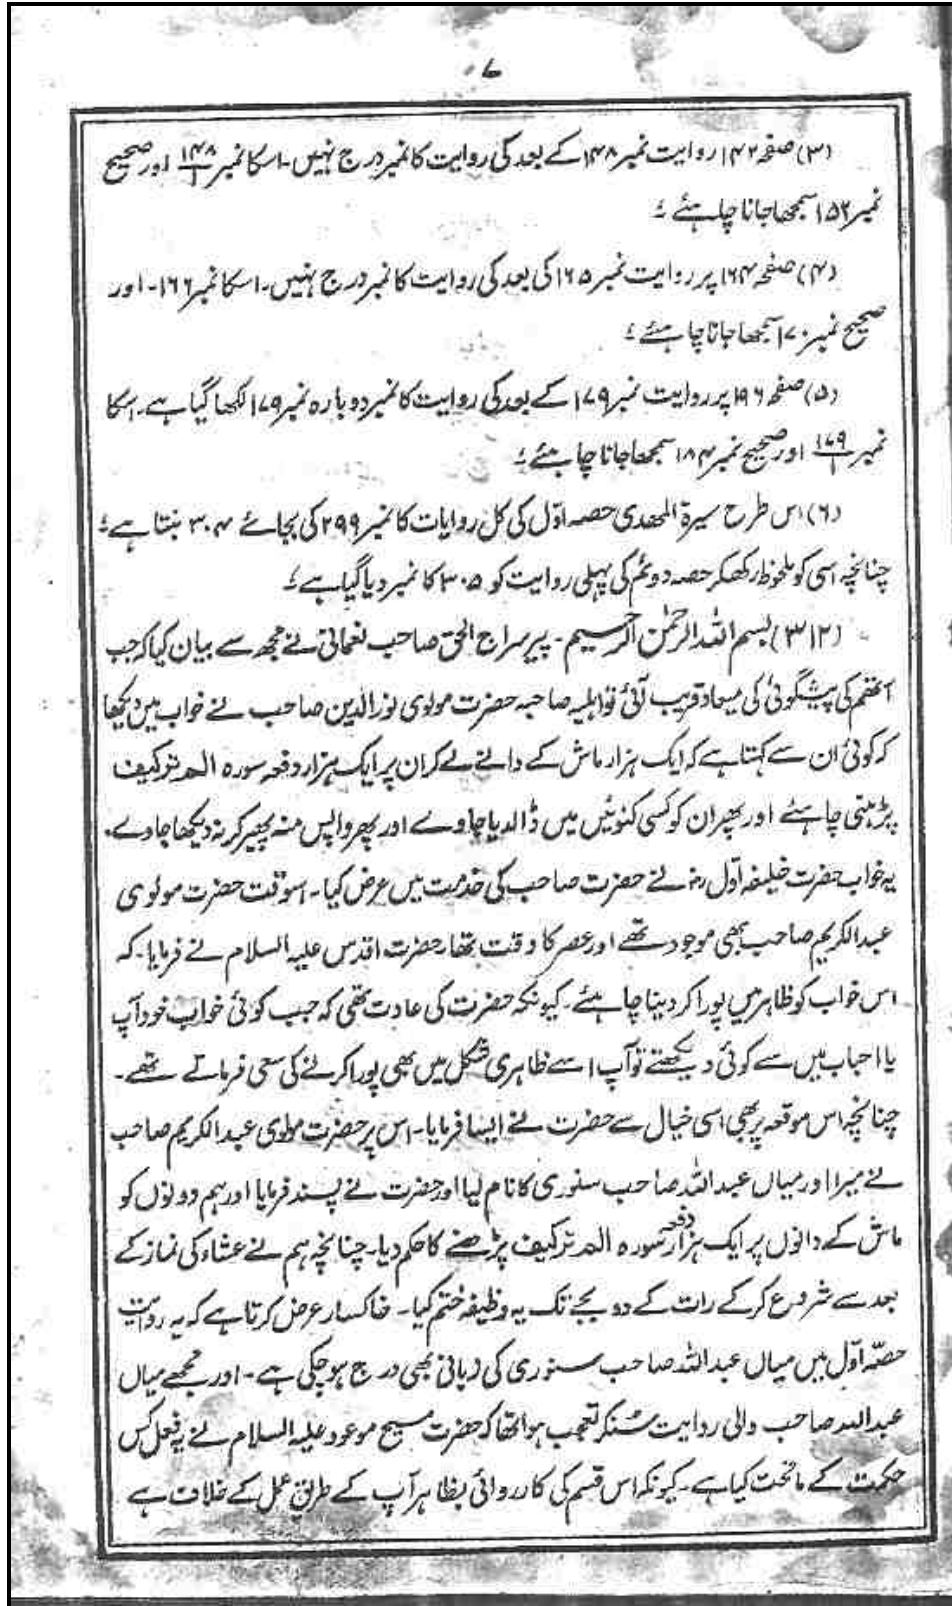 ۷
(۳) صفحہ ۱۴۲ روایت نمبر ۱۴۸ کے بعد کی روایت کا نمبر درج نہیں۔ اسکا نمبر ۱۴۸/۱ اور صحیح
نمبر ۱۵۲ سمجھا جانا چاہئے ؛
(۴) صفحہ ۱۶۴ پر روایت نمبر ۱۶۵ کی بعد کی روایت کا نمبر درج نہیں۔ اسکا نمبر ۱۶۶۔ اور
صحیح نمبر ۱۷۰ سمجھا جانا چاہئے ؛
(۵) صفحہ ۱۹۶ پر روایت نمبر ۱۷۹ کے بعد کی روایت کا نمبر دوبارہ نمبر ۱۷۹ لکھا گیا ہے۔ اسکا
نمبر ۱۷۹/۱ اور صحیح نمبر ۱۸۴ سمجھا جانا چاہئے ؛
(۶) اس طرح سیرۃ المھدی حصہ اوّل کی کل روایات کا نمبر ۲۹۹ کی بجائے ۳۰۴ بنتا ہے ؛
چنانچہ اسی کو ملحوظ رکھکر حصہ دوئم کی پہلی روایت کو ۳۰۵ کا نمبر دیا گیا ہے ؛
(۳۱۲) بسم اللہ الرحمٰن الرحیم۔ پیر سراج الحق صاحب نعمانی نے مجھ سے بیان کیا کہ جب
آتھم کی پیشگوئی کی میعاد قریب آئی تو اہلیہ صاحبہ حضرت مولوی نورالدین صاحب نے خواب میں دیکھا
کہ کوئی ان سے کہتا ہے کہ ایک ہزار ماش کے دانے لے کر ان پر ایک ہزار دفعہ سورہ الم ترکیف
پڑہنی چاہئے اور پھر ان کو کسی کنوئیں میں ڈالدیا جاوے اور پھر واپس منہ پھیر کر نہ دیکھا جاوے۔
یہ خواب حضرت خلیفہ اوّل رضہ نے حضرت صاحب کی خدمت میں عرض کیا۔ اسوقت حضرت مولوی
عبدالکریم صاحب بھی موجود تھے اور عصر کا وقت تھا۔ حضرت اقدس علیہ السلام نے فرمایا۔ کہ
اس خواب کو ظاہر میں پورا کر دینا چاہئے۔ کیونکہ حضرت کی عادت تھی کہ جب کوئی خواب خود آپ
یا احباب میں سے کوئی دیکھتے تو آپ اسے ظاہری شکل میں بھی پورا کرنے کی سعی فرماتے تھے۔
چنانچہ اس موقعہ پر بھی اسی خیال سے حضرت نے ایسا فرمایا۔ اس پر حضرت مولوی عبدالکریم صاحب
نے میرا اور میاں عبداللہ صاحب سنوری کا نام لیا اور حضرت نے پسند فرمایا اور ہم دونوں کو
ماش کے دانوں پر ایک ہزار دفعہ سورہ الم ترکیف پڑھنے کا حکم دیا۔ چنانچہ ہم نے عشاء کی نماز کے
بعد سے شروع کر کے رات کے دو بجے تک یہ وظیفہ ختم کیا۔ خاکسار عرض کرتا ہے کہ یہ روایت
حصّہ اوّل میں میاں عبداللہ صاحب سنوری کی زبانی بھی درج ہو چکی ہے۔ اور مجھے میاں
عبداللہ صاحب والی روایت سُنکر تعجب ہوا تھا کہ حضرت مسیح موعود علیہ السلام نے یہ فعل کس
حکمت کے ماتحت کیا ہے۔ کیونکہ اس قسم کی کارروائی بظاہر آپ کے طریق عمل کے خلاف ہے